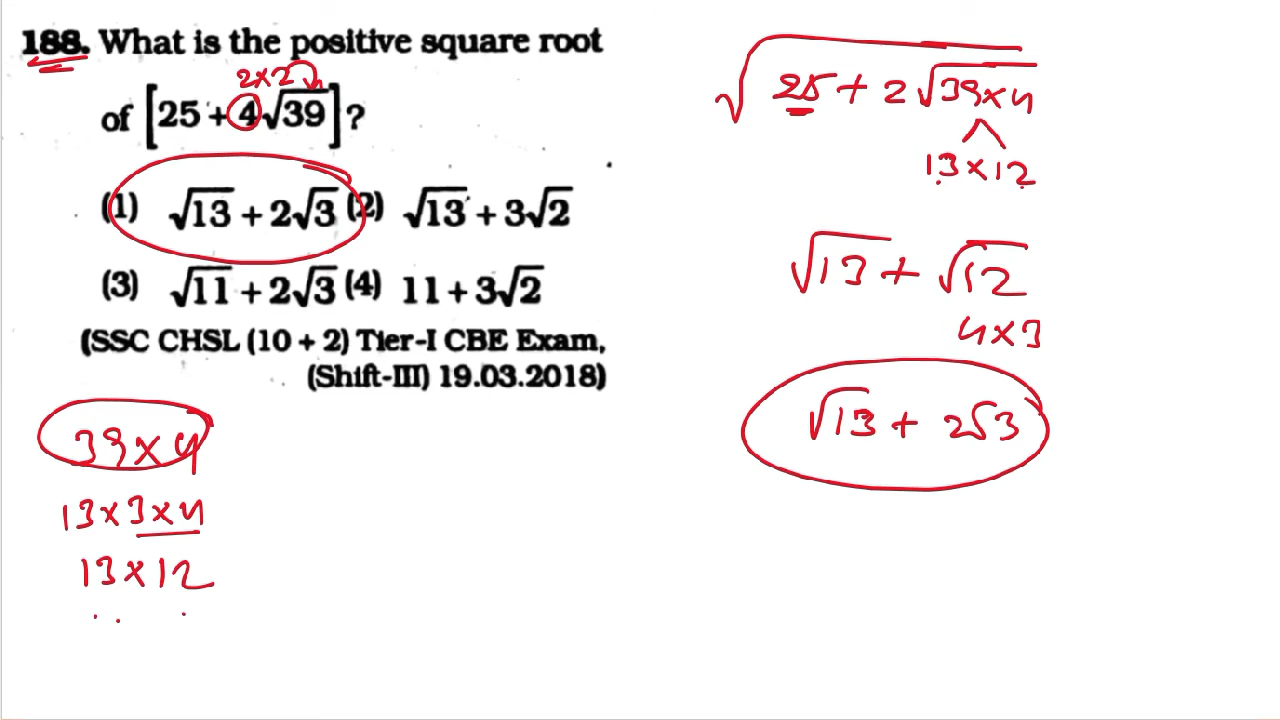 188. What is the positive square root
2×2
of [25 + 4√39]?
(1) √13 + 2√3 (2) √13 + 3√2
(3) √11 + 2√3 (4) 11 + 3√2
(SSC CHSL (10 + 2) Tier-I CBE Exam,
(Shift-III) 19.03.2018)
39×4
13×3×4
13×12
√25 + 2√39×4
13×12
√13 + √12
4×3
√13 + 2√3